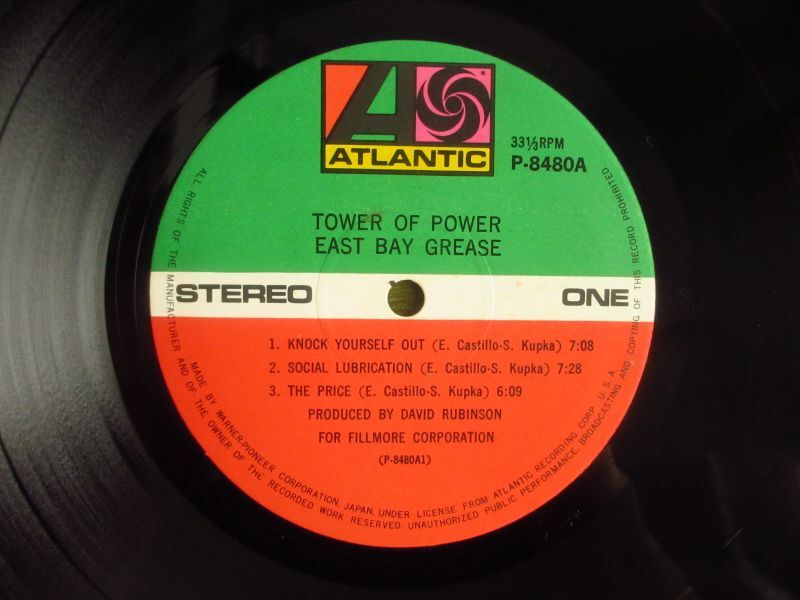 ATLANTIC
33⅓RPM
P-8480A
TOWER OF POWER
EAST BAY GREASE
STEREO
ONE
1. KNOCK YOURSELF OUT (E. Castillo-S. Kupka) 7:08
2. SOCIAL LUBRICATION (E. Castillo-S. Kupka) 7:28
3. THE PRICE (E. Castillo-S. Kupka) 6:09
PRODUCED BY DAVID RUBINSON
FOR FILLMORE CORPORATION
(P-8480A1)
MADE BY WARNER-PIONEER CORPORATION, JAPAN, UNDER LICENSE. FROM ATLANTIC RECORDING CORP. U.S.A.
ALL RIGHTS OF THE MANUFACTURER AND OF THE OWNER OF THE RECORDED WORK RESERVED. UNAUTHORIZED PUBLIC PERFORMANCE, BROADCASTING AND COPYING OF THIS RECORD PROHIBITED.